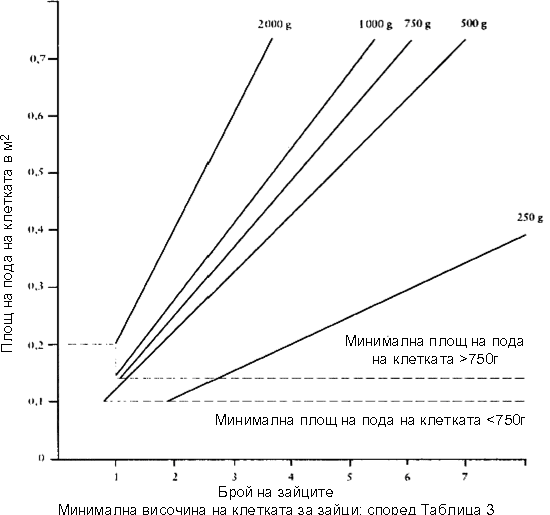 2000 g
1000 g
750 g
500 g
0,7
0,6
0,5
250 g
0,4
0,3
0,2
0,1
0
Площ на пода на клетката в м²
Минимална площ на пода
на клетката >750г
Минимална площ на пода на клетката <750г
1 2 3 4 5 6 7
Брой на зайците
Минимална височина на клетката за зайци: според Таблица 3